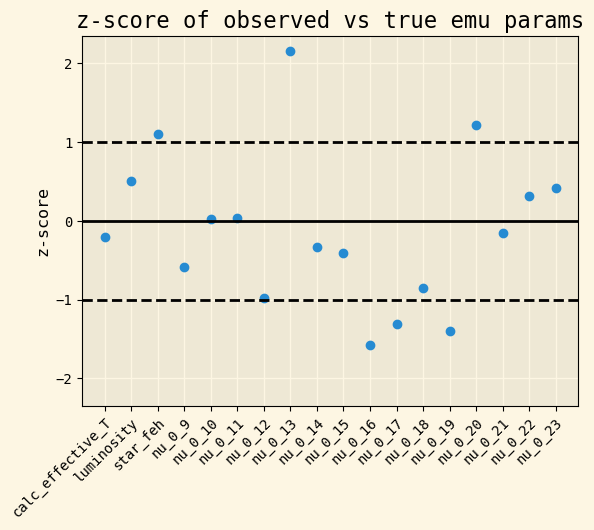 z-score of observed vs true emu params
z-score
2
1
0
−1
−2
calc_effective_T
luminosity
star_feh
nu_0_9
nu_0_10
nu_0_11
nu_0_12
nu_0_13
nu_0_14
nu_0_15
nu_0_16
nu_0_17
nu_0_18
nu_0_19
nu_0_20
nu_0_21
nu_0_22
nu_0_23